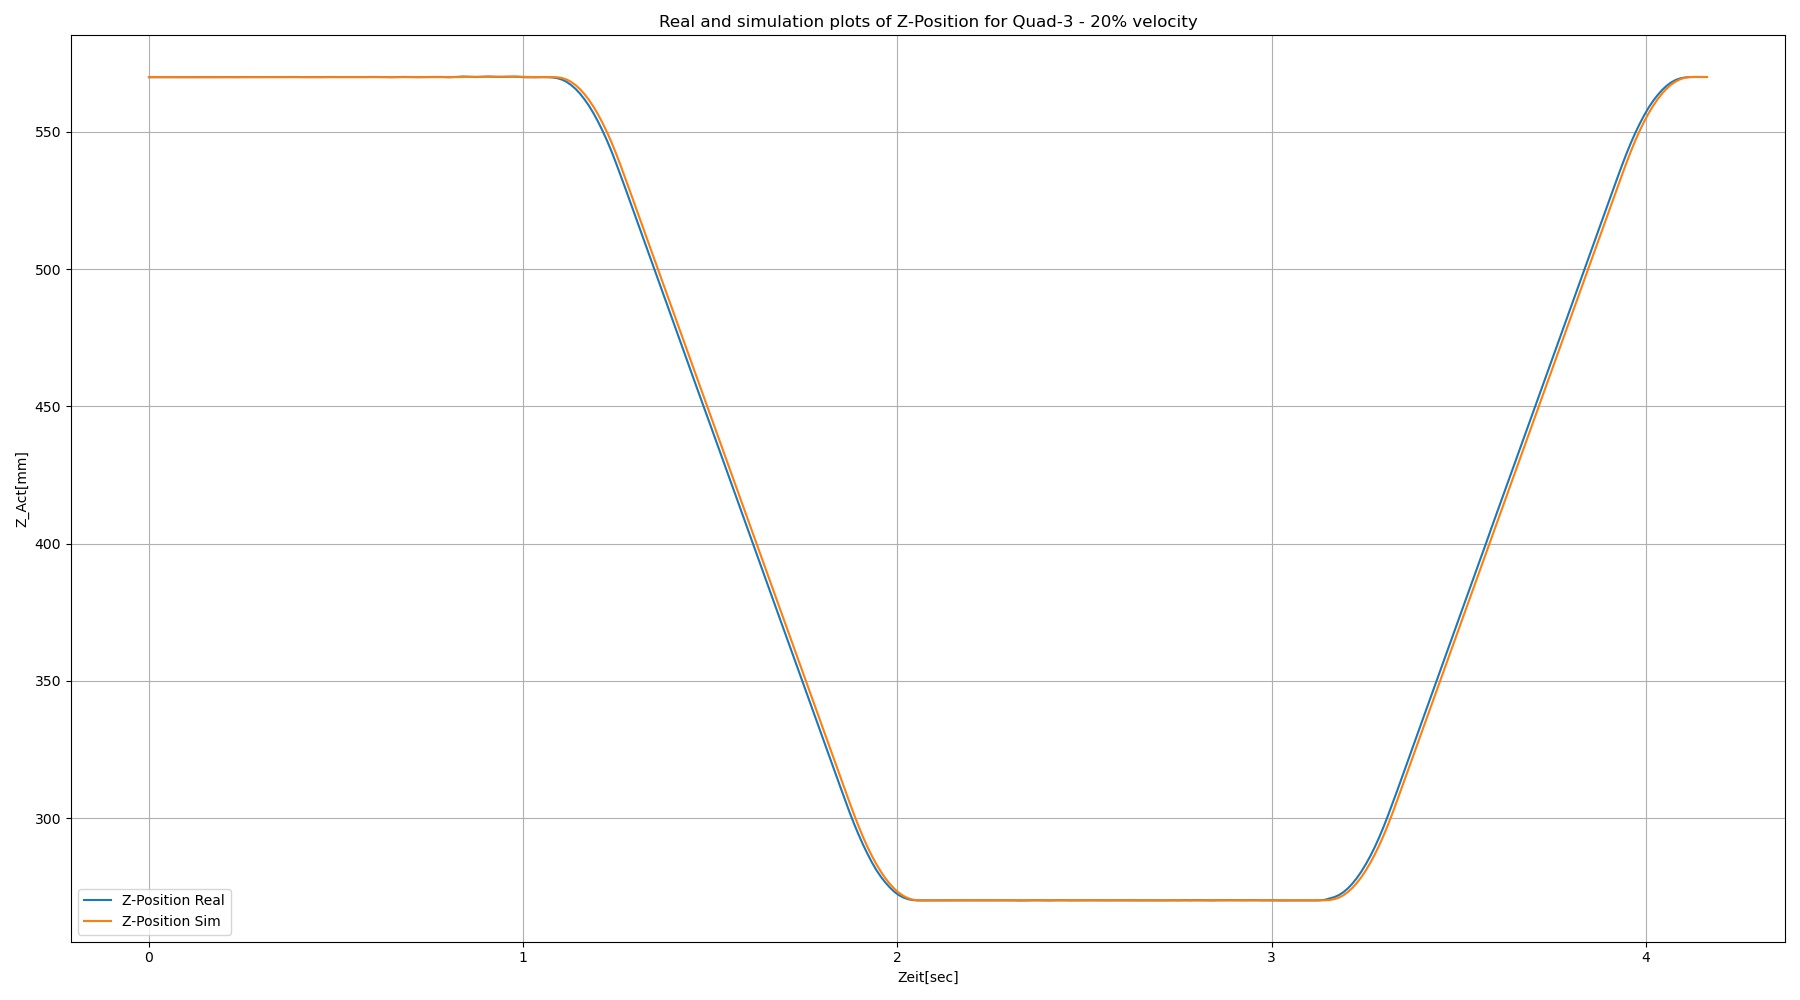 Real and simulation plots of Z-Position for Quad-3 - 20% velocity
Z_Act[mm]
550
500
450
400
350
300
Z-Position Real
Z-Position Sim
0 1 2 3 4
Zeit[sec]